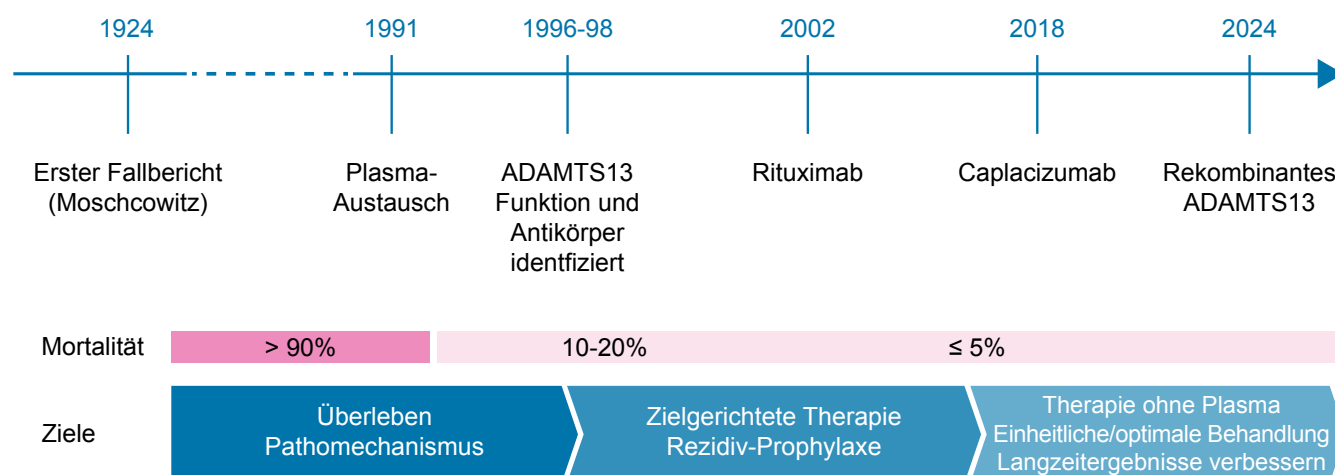 1924
1991
1996-98
2002
2018
2024
Erster Fallbericht
(Moschcowitz)
Plasma-
Austausch
ADAMTS13
Funktion und
Antikörper
identfiziert
Rituximab
Caplacizumab
Rekombinantes
ADAMTS13
Mortalität
> 90%
10-20%
≤ 5%
Ziele
Überleben
Pathomechanismus
Zielgerichtete Therapie
Rezidiv-Prophylaxe
Therapie ohne Plasma
Einheitliche/optimale Behandlung
Langzeitergebnisse verbessern